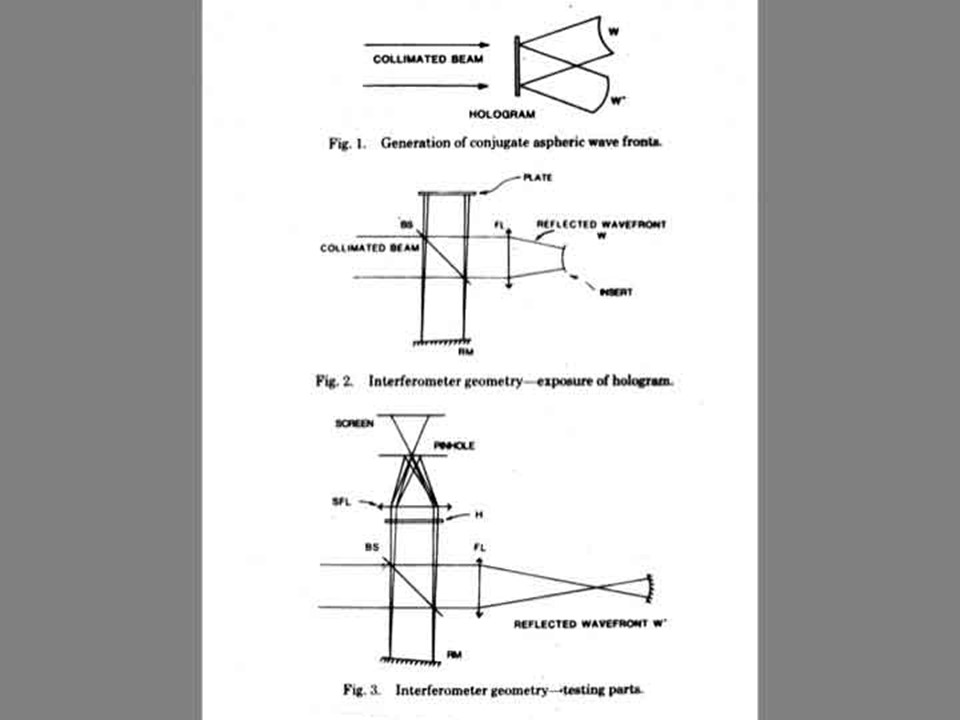 W
COLLIMATED BEAM
W'
HOLOGRAM
Fig. 1. Generation of conjugate aspheric wave fronts.
PLATE
BS
FL
REFLECTED WAVEFRONT
W
COLLIMATED BEAM
INSERT
RM
Fig. 2. Interferometer geometry—exposure of hologram.
SCREEN
PINHOLE
SFL
H
BS
FL
REFLECTED WAVEFRONT W'
RM
Fig. 3. Interferometer geometry—testing parts.